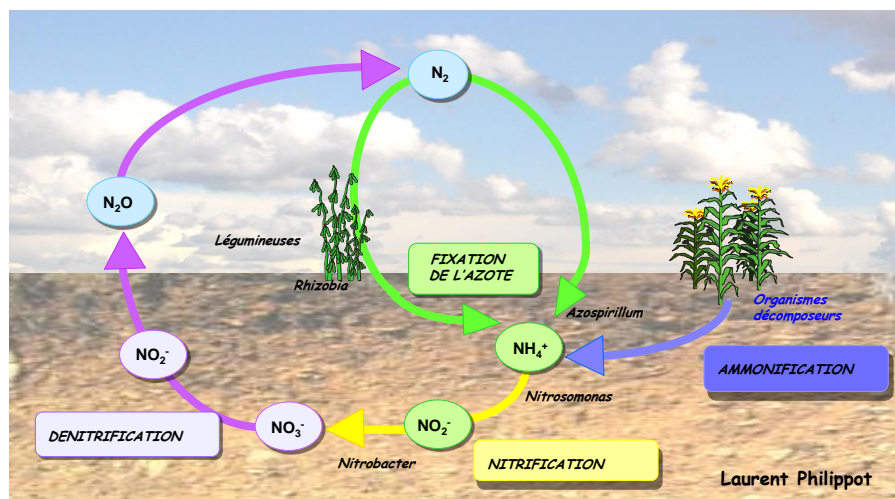 N₂
N₂O
Légumineuses
FIXATION
DE L'AZOTE
Rhizobia
Azospirillum
Organismes
décomposeurs
NO₂⁻
NH₄⁺
AMMONIFICATION
Nitrosomonas
DENITRIFICATION
NO₃⁻
NO₂⁻
Nitrobacter
NITRIFICATION
Laurent Philippot